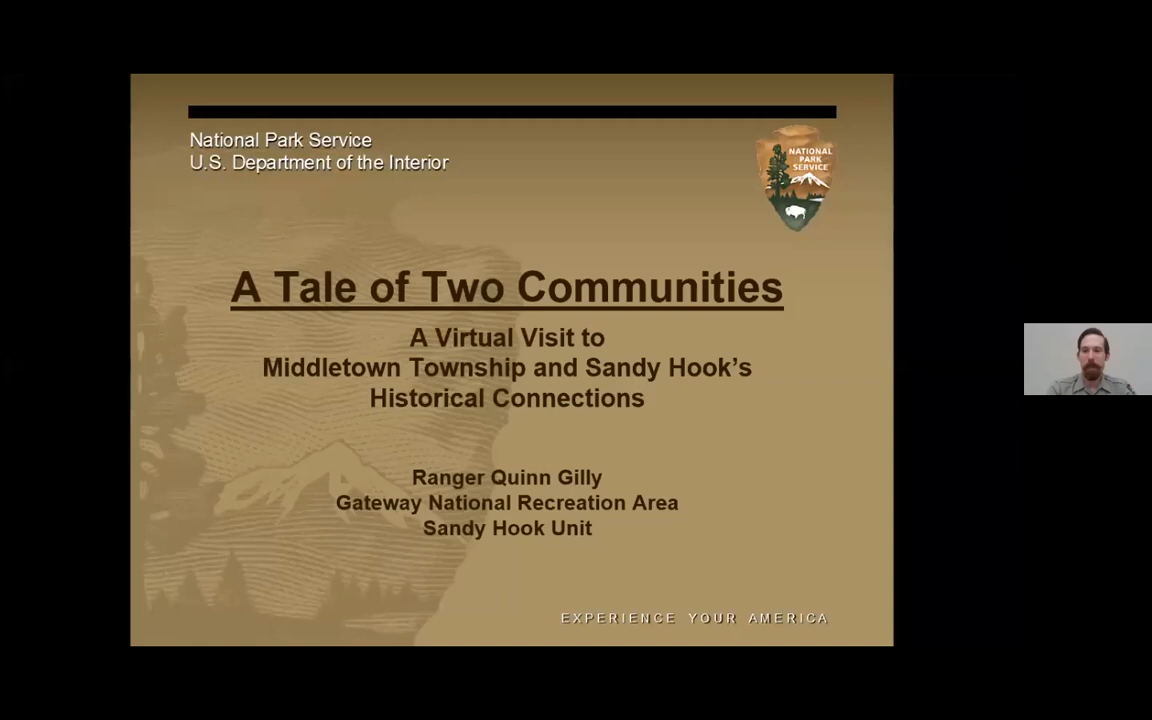 National Park Service
U.S. Department of the Interior
NATIONAL
PARK
SERVICE
A Tale of Two Communities
A Virtual Visit to
Middletown Township and Sandy Hook's
Historical Connections
Ranger Quinn Gilly
Gateway National Recreation Area
Sandy Hook Unit
EXPERIENCE YOUR AMERICA